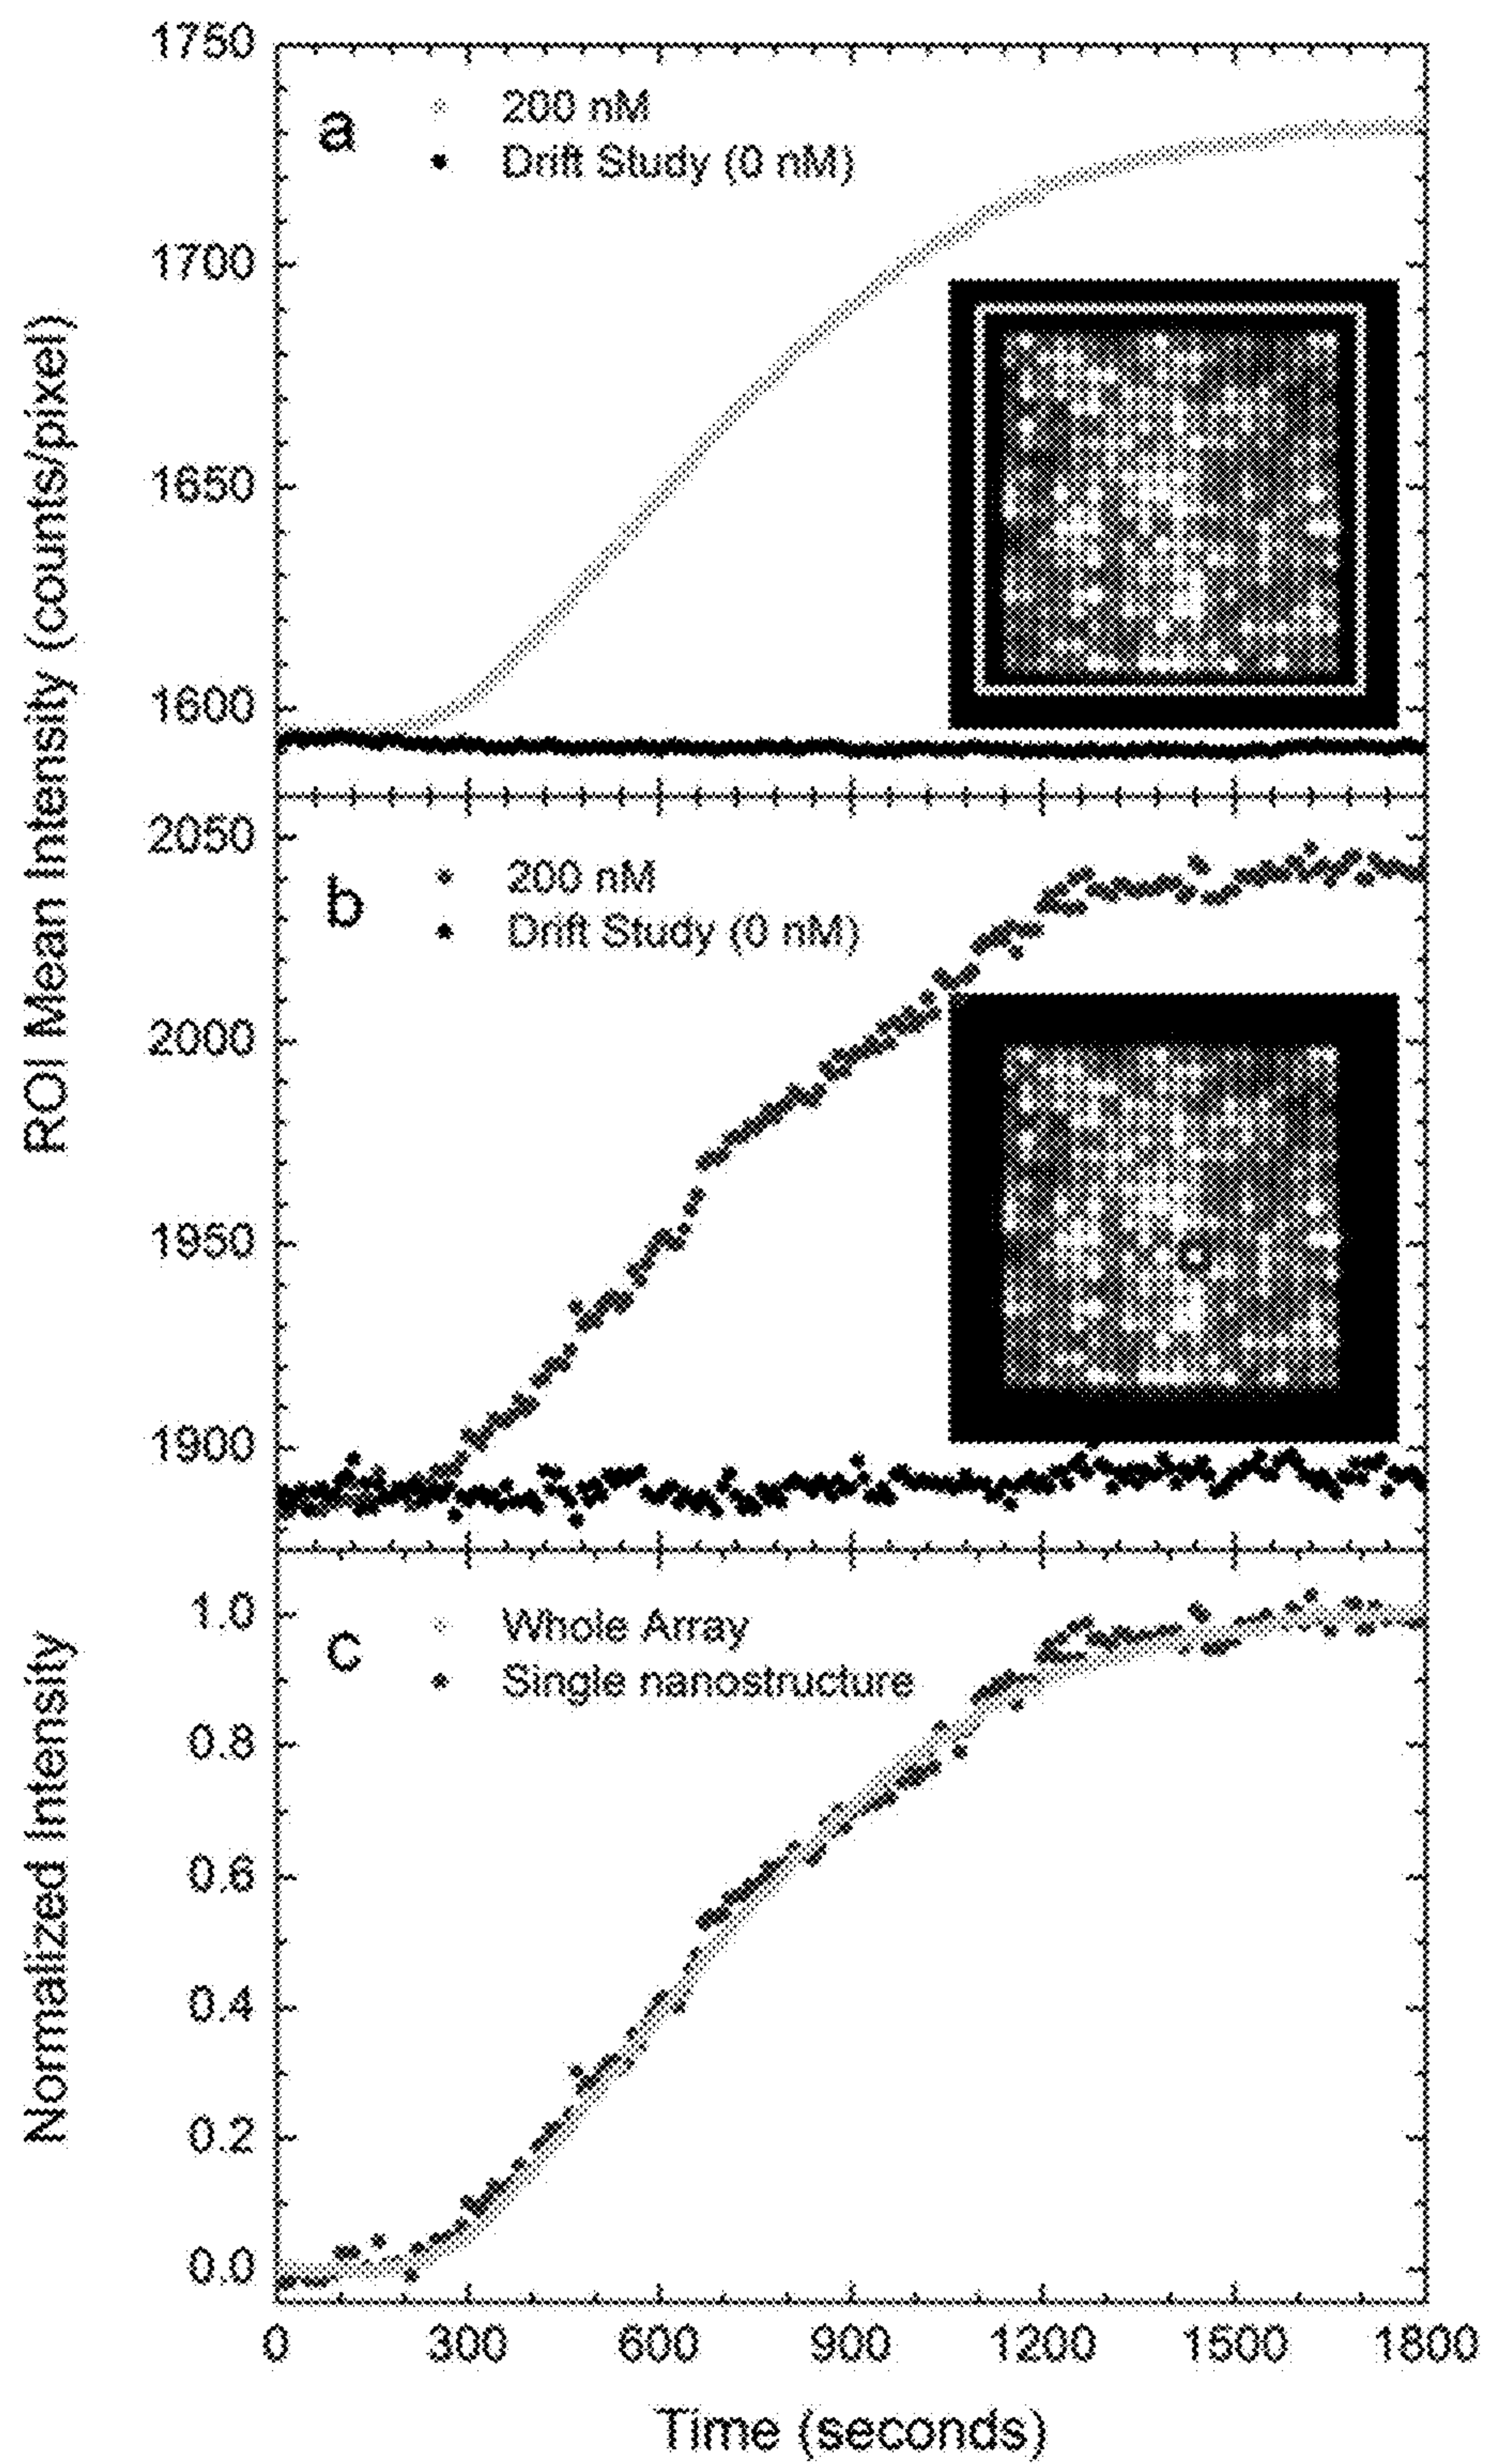 ROI Mean Intensity (counts/pixel)
1750
1700
1650
1600
a
200 nM
Drift Study (0 nM)
2050
2000
1950
1900
b
200 nM
Drift Study (0 nM)
Normalized Intensity
1.0
0.8
0.6
0.4
0.2
0.0
c
Whole Array
Single nanostructure
0 300 600 900 1200 1500 1800
Time (seconds)